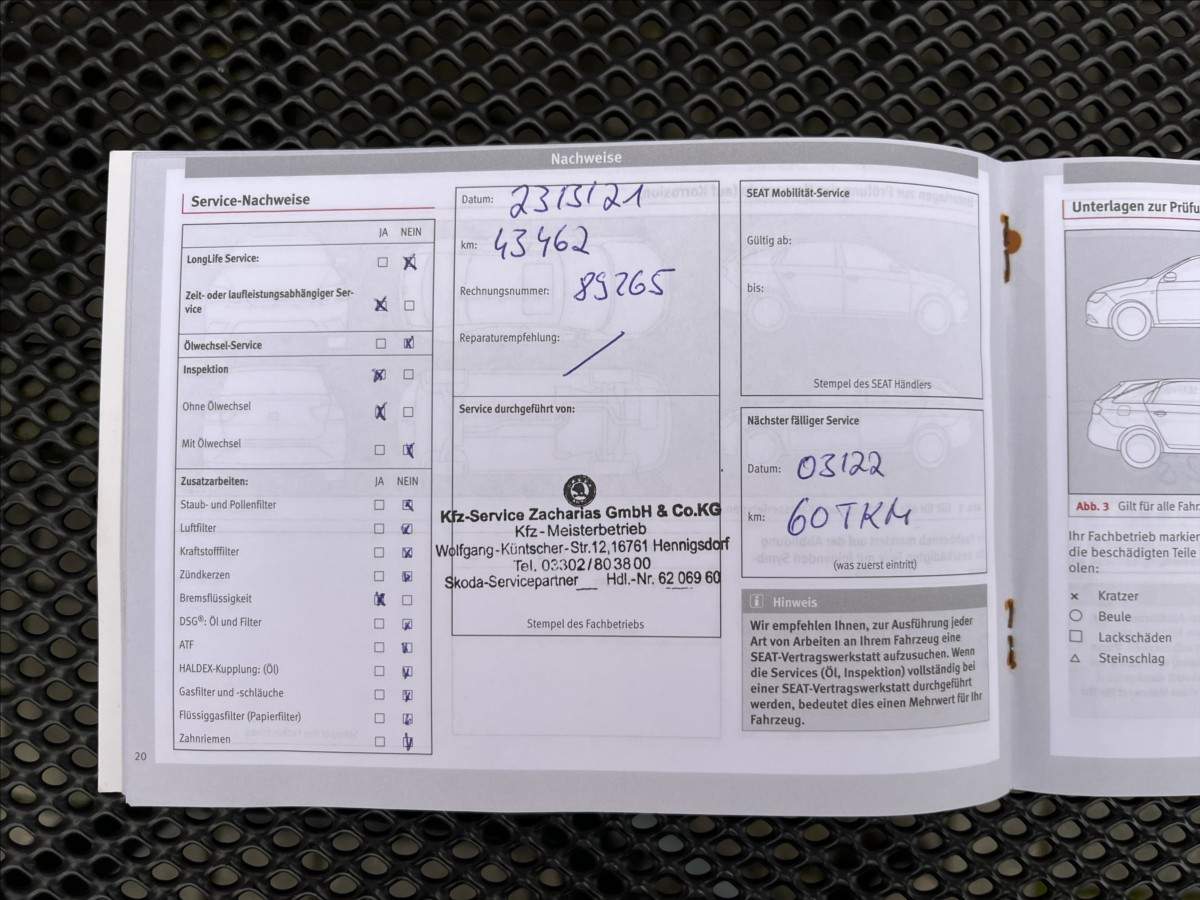 Nachweise
Service-Nachweise
JA NEIN
LongLife Service:
Zeit- oder laufleistungsabhängiger Ser-
vice
Ölwechsel-Service
Inspektion
Ohne Ölwechsel
Mit Ölwechsel
Zusatzarbeiten: JA NEIN
Staub- und Pollenfilter
Luftfilter
Kraftstofffilter
Zündkerzen
Bremsflüssigkeit
DSG®: Öl und Filter
ATF
HALDEX-Kupplung: (Öl)
Gasfilter und -schläuche
Flüssiggasfilter (Papierfilter)
Zahnriemen
20
Datum: 23/3/21
km: 43462
Rechnungsnummer: 89265
Reparaturempfehlung: /
Service durchgeführt von:
Kfz-Service Zacharias GmbH & Co.KG
Kfz-Meisterbetrieb
Wolfgang-Küntscher-Str.12,16761 Hennigsdorf
Tel. 03302/803800
Skoda-Servicepartner Hdl.-Nr. 62 069 60
Stempel des Fachbetriebs
SEAT Mobilität-Service
Gültig ab:
bis:
Stempel des SEAT Händlers
Nächster fälliger Service
Datum: 03/22
km: 60TKM
(was zuerst eintritt)
i Hinweis
Wir empfehlen Ihnen, zur Ausführung jeder
Art von Arbeiten an Ihrem Fahrzeug eine
SEAT-Vertragswerkstatt aufzusuchen. Wenn
die Services (Öl, Inspektion) vollständig bei
einer SEAT-Vertragswerkstatt durchgeführt
werden, bedeutet dies einen Mehrwert für Ihr
Fahrzeug.
Unterlagen zur Prüfu
Abb. 3 Gilt für alle Fahr
Ihr Fachbetrieb markier
die beschädigten Teile
olen:
Kratzer
Beule
Lackschäden
Steinschlag